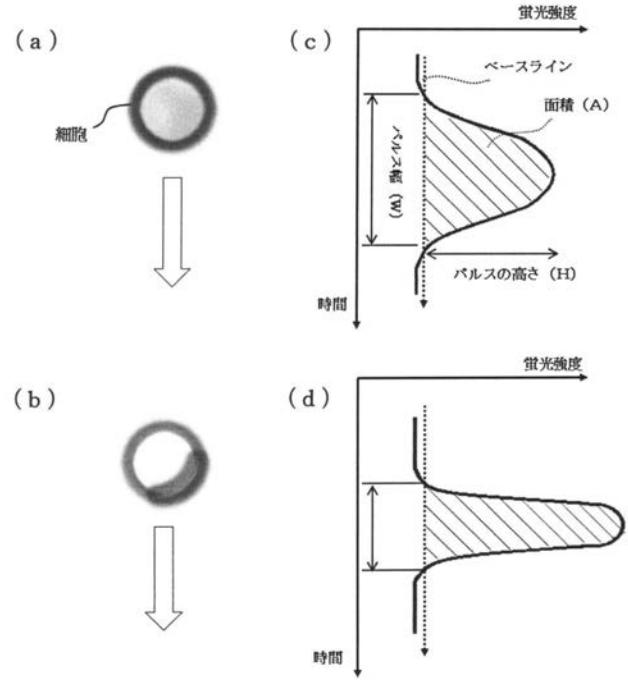 (a)
細胞
(c)
蛍光強度
ベースライン
面積(A)
パルス幅(W)
パルスの高さ(H)
時間
(b)
(d)
蛍光強度
時間